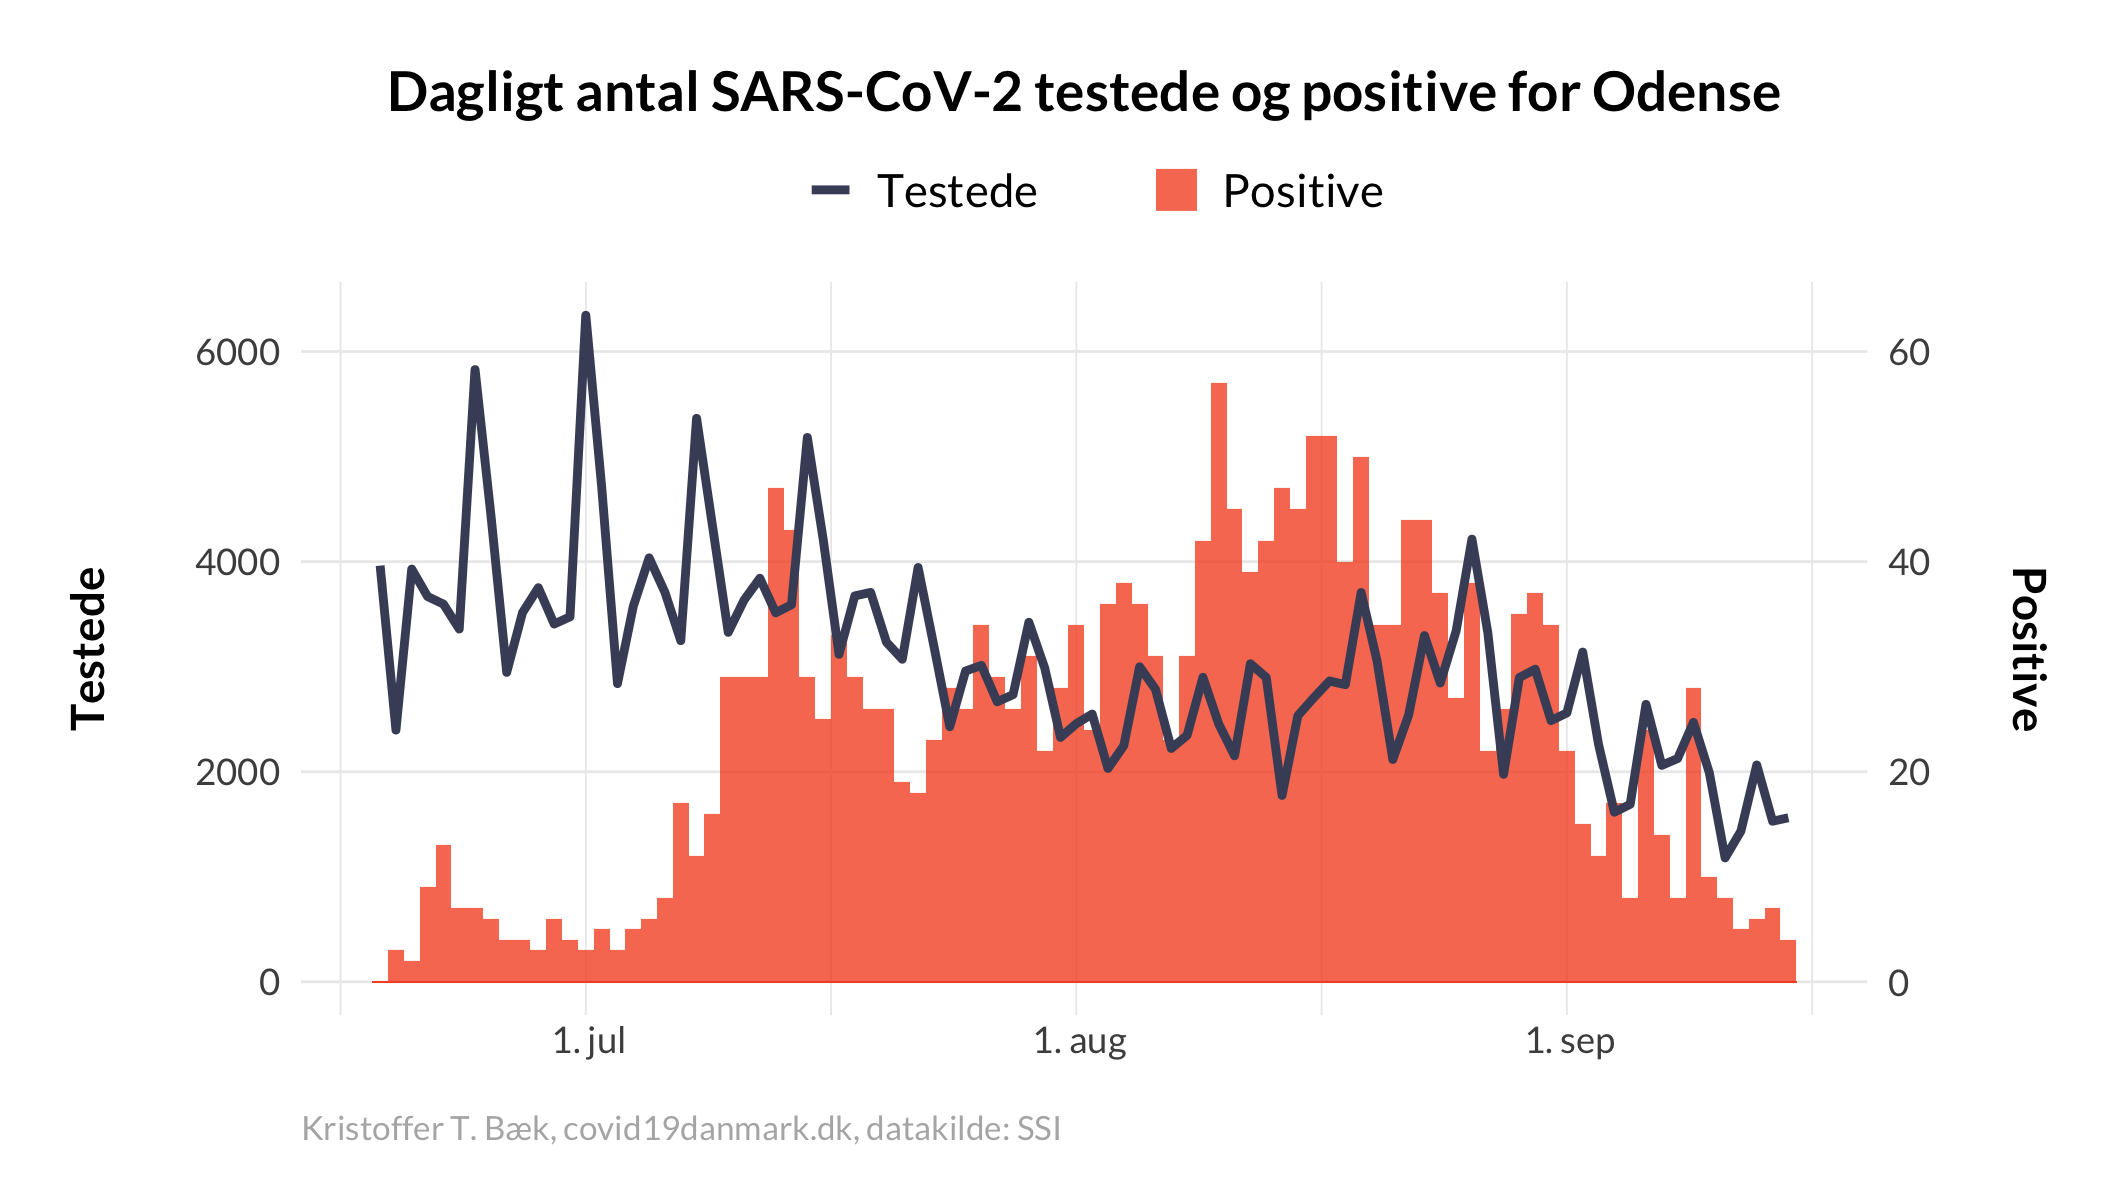 Dagligt antal SARS-CoV-2 testede og positive for Odense
Testede Positive
6000 60
4000 40
2000 20
0 0
Testede
Positive
1. jul 1. aug 1. sep
Kristoffer T. Bæk, covid19danmark.dk, datakilde: SSI